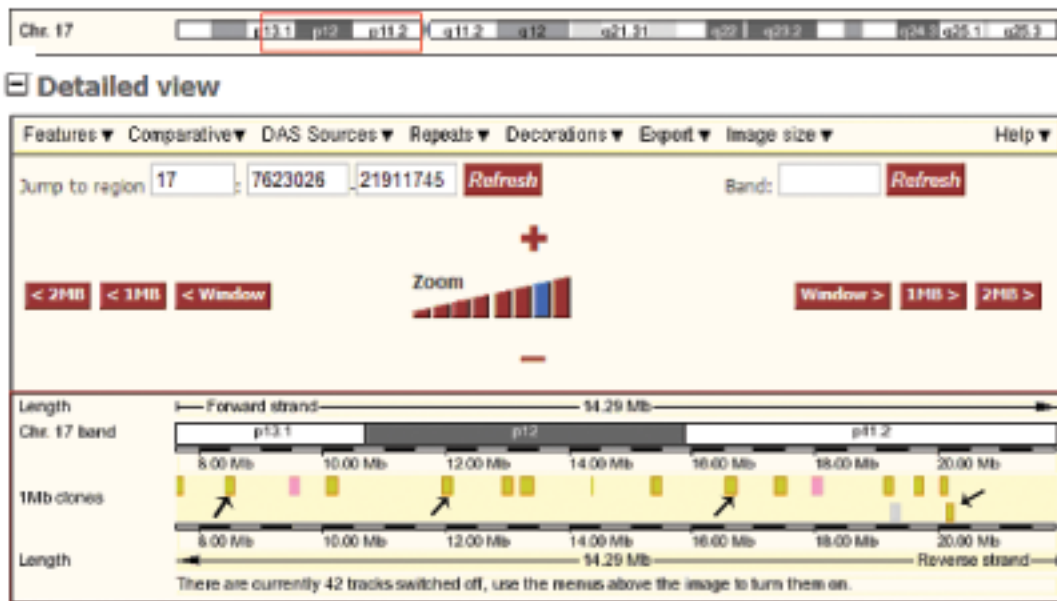 Chr. 17 p13.1 p12 p11.2 q11.2 q12 q21.31 q22 q23.2 q24.3 q25.1 q25.3
Detailed view
Features ▼ Comparative ▼ DAS Sources ▼ Repeats ▼ Decorations ▼ Export ▼ Image size ▼ Help ▼
Jump to region 17 : 7623026 - 21911745 Refresh Band: Refresh
+
Zoom
< 2MB < 1MB < Window Window > 1MB > 2MB >
−
Length Forward strand 14.29 Mb
Chr. 17 band p13.1 p12 p11.2
8.00 Mb 10.00 Mb 12.00 Mb 14.00 Mb 16.00 Mb 18.00 Mb 20.00 Mb
1Mb clones
8.00 Mb 10.00 Mb 12.00 Mb 14.00 Mb 16.00 Mb 18.00 Mb 20.00 Mb
Length 14.29 Mb Reverse strand
There are currently 42 tracks switched off, use the menus above the image to turn them on.